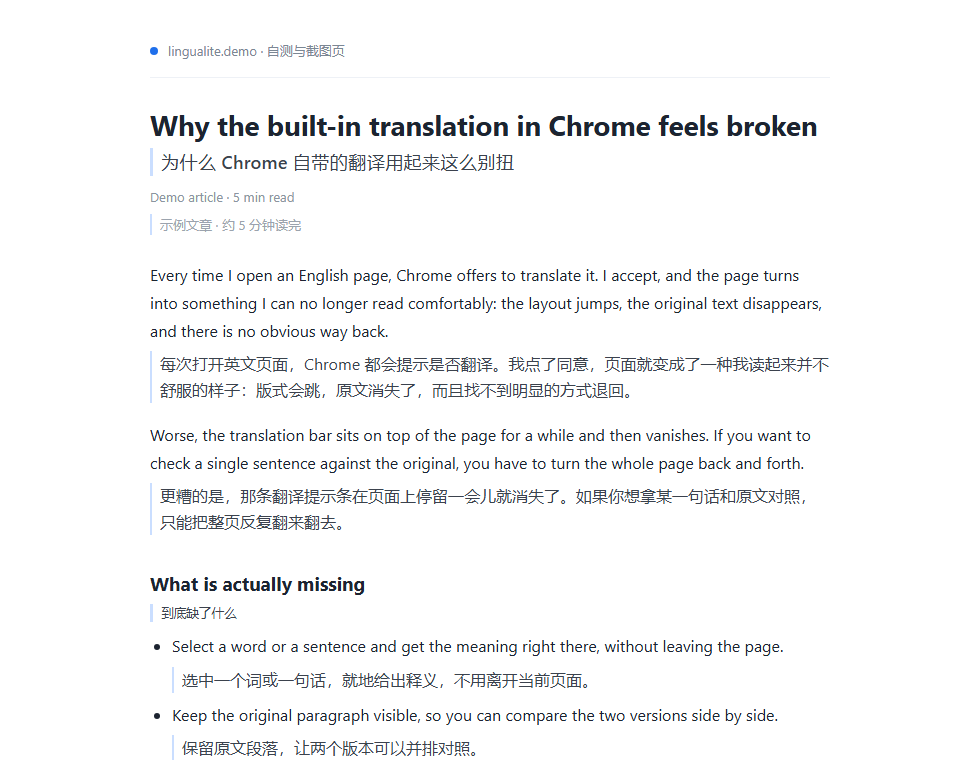 lingualite.demo · 自测与截图页
Why the built-in translation in Chrome feels broken
为什么 Chrome 自带的翻译用起来这么别扭
Demo article · 5 min read
示例文章 · 约 5 分钟读完
Every time I open an English page, Chrome offers to translate it. I accept, and the page turns
into something I can no longer read comfortably: the layout jumps, the original text disappears,
and there is no obvious way back.
每次打开英文页面，Chrome 都会提示是否翻译。我点了同意，页面就变成了一种我读起来并不
舒服的样子：版式会跳，原文消失了，而且找不到明显的方式退回。
Worse, the translation bar sits on top of the page for a while and then vanishes. If you want to
check a single sentence against the original, you have to turn the whole page back and forth.
更糟的是，那条翻译提示条在页面上停留一会儿就消失了。如果你想拿某一句话和原文对照，
只能把整页反复翻来翻去。
What is actually missing
到底缺了什么
Select a word or a sentence and get the meaning right there, without leaving the page.
选中一个词或一句话，就地给出释义，不用离开当前页面。
Keep the original paragraph visible, so you can compare the two versions side by side.
保留原文段落，让两个版本可以并排对照。